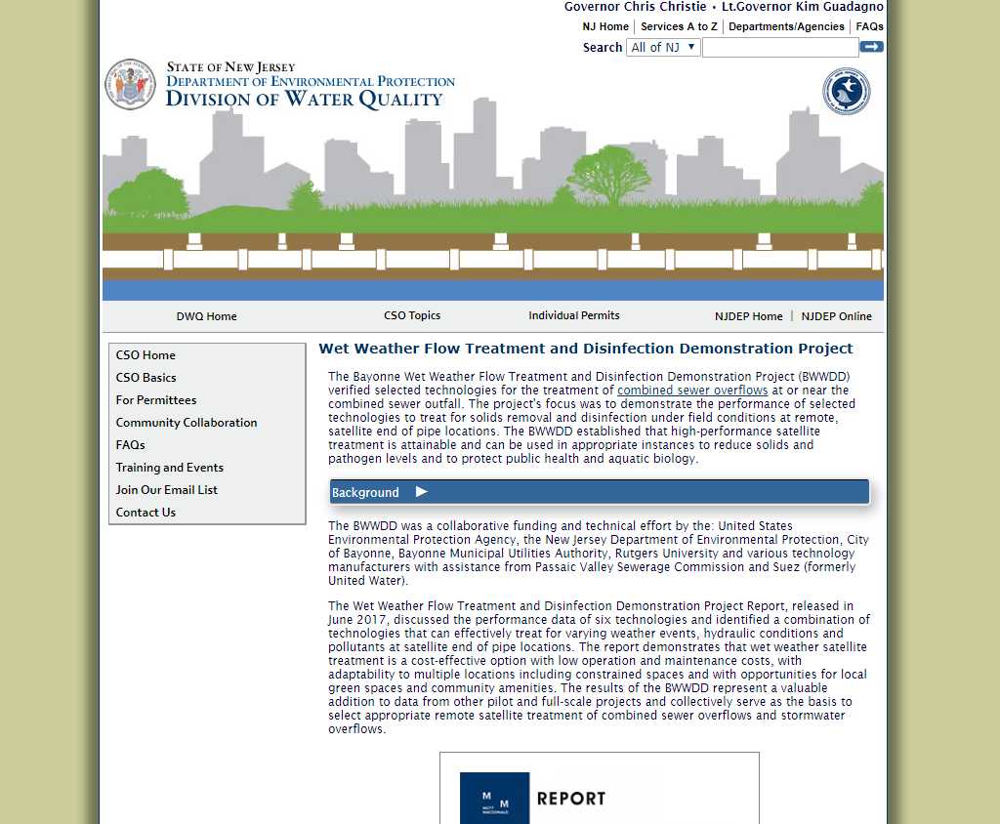 Governor Chris Christie • Lt.Governor Kim Guadagno
NJ Home | Services A to Z | Departments/Agencies | FAQs
Search All of NJ
STATE OF NEW JERSEY
DEPARTMENT OF ENVIRONMENTAL PROTECTION
DIVISION OF WATER QUALITY
DWQ Home CSO Topics Individual Permits NJDEP Home | NJDEP Online
CSO Home
CSO Basics
For Permittees
Community Collaboration
FAQs
Training and Events
Join Our Email List
Contact Us
Wet Weather Flow Treatment and Disinfection Demonstration Project
The Bayonne Wet Weather Flow Treatment and Disinfection Demonstration Project (BWWDD)
verified selected technologies for the treatment of combined sewer overflows at or near the
combined sewer outfall. The project's focus was to demonstrate the performance of selected
technologies to treat for solids removal and disinfection under field conditions at remote,
satellite end of pipe locations. The BWWDD established that high-performance satellite
treatment is attainable and can be used in appropriate instances to reduce solids and
pathogen levels and to protect public health and aquatic biology.
Background
The BWWDD was a collaborative funding and technical effort by the: United States
Environmental Protection Agency, the New Jersey Department of Environmental Protection, City
of Bayonne, Bayonne Municipal Utilities Authority, Rutgers University and various technology
manufacturers with assistance from Passaic Valley Sewerage Commission and Suez (formerly
United Water).
The Wet Weather Flow Treatment and Disinfection Demonstration Project Report, released in
June 2017, discussed the performance data of six technologies and identified a combination of
technologies that can effectively treat for varying weather events, hydraulic conditions and
pollutants at satellite end of pipe locations. The report demonstrates that wet weather satellite
treatment is a cost-effective option with low operation and maintenance costs, with
adaptability to multiple locations including constrained spaces and with opportunities for local
green spaces and community amenities. The results of the BWWDD represent a valuable
addition to data from other pilot and full-scale projects and collectively serve as the basis to
select appropriate remote satellite treatment of combined sewer overflows and stormwater
overflows.
M
M
MOTT
MACDONALD
REPORT